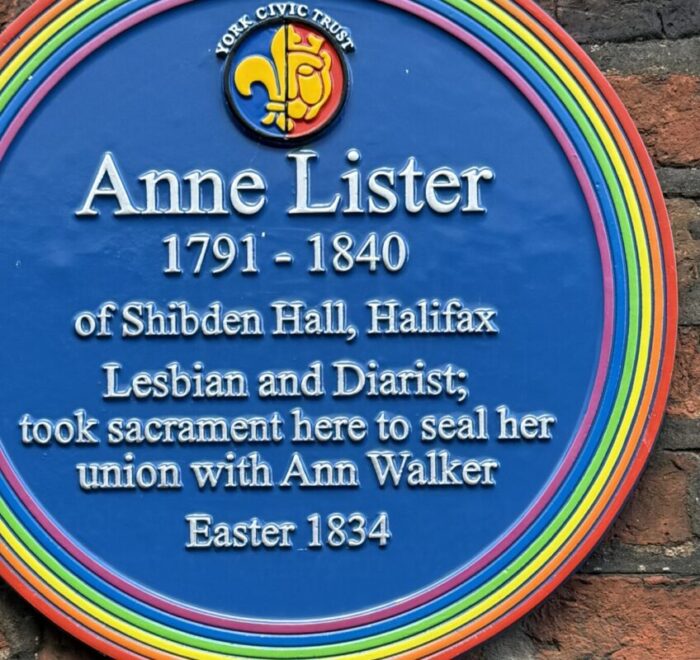 YORK CIVIC TRUST
Anne Lister
1791 - 1840
of Shibden Hall, Halifax
Lesbian and Diarist;
took sacrament here to seal her
union with Ann Walker
Easter 1834